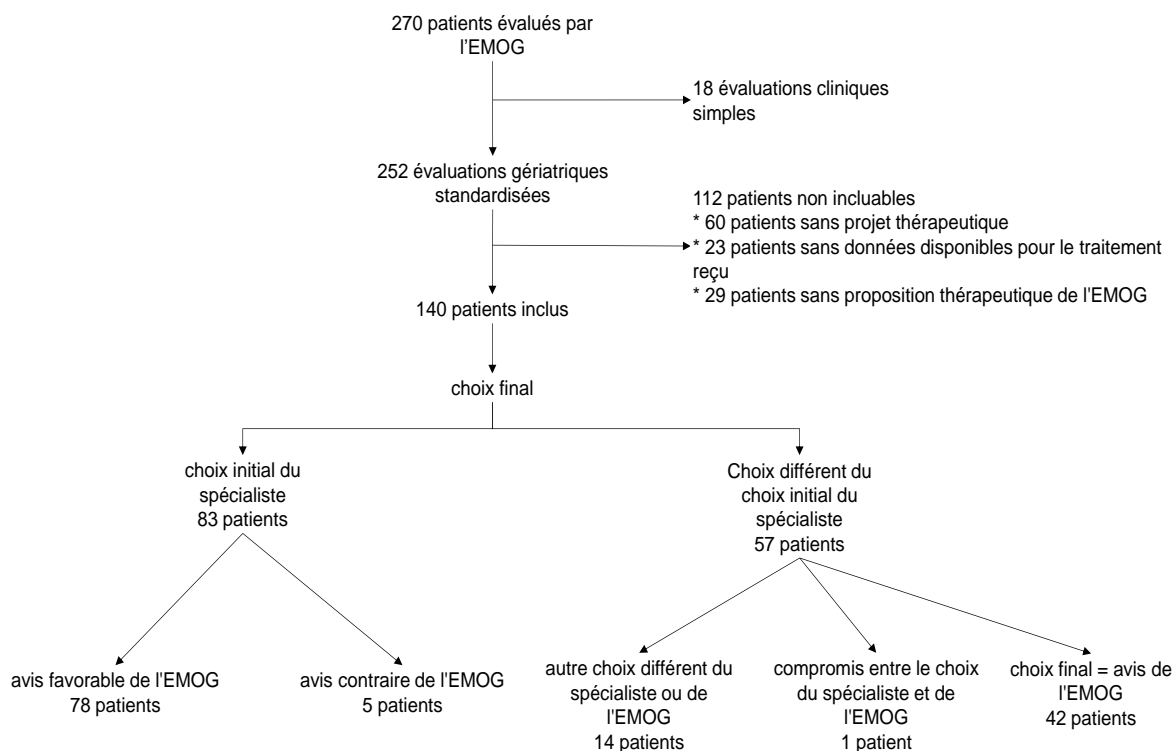 270 patients évalués par
l'EMOG
18 évaluations cliniques
simples
252 évaluations gériatriques
standardisées
112 patients non incluables
* 60 patients sans projet thérapeutique
* 23 patients sans données disponibles pour le traitement
reçu
* 29 patients sans proposition thérapeutique de l'EMOG
140 patients inclus
choix final
choix initial du
spécialiste
83 patients
Choix différent du
choix initial du
spécialiste
57 patients
avis favorable de l'EMOG
78 patients
avis contraire de l'EMOG
5 patients
autre choix différent du
spécialiste ou de
l'EMOG
14 patients
compromis entre le choix
du spécialiste et de
l'EMOG
1 patient
choix final = avis de
l'EMOG
42 patients